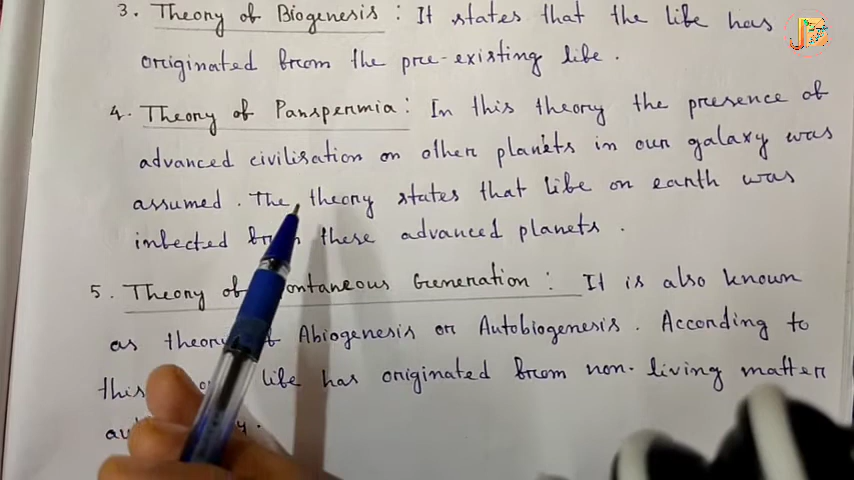 3. Theory of Biogenesis : It states that the life has
originated from the pre-existing life.
4. Theory of Panspermia : In this theory the presence of
advanced civilisation on other planets in our galaxy was
assumed. The theory states that life on earth was
infected from these advanced planets.
5. Theory of Spontaneous Generation : It is also known
as theory of Abiogenesis or Autobiogenesis. According to
this life has originated from non-living matter